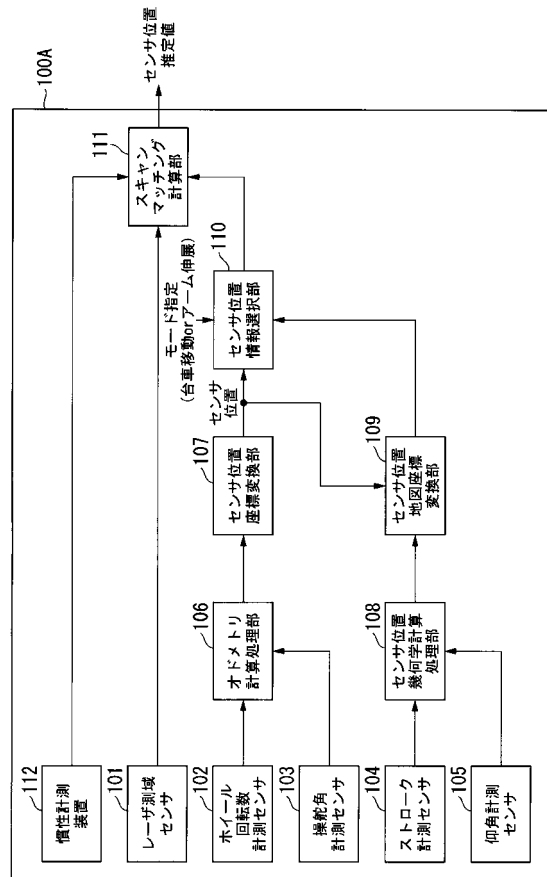 100A
112
慣性計測
装置
101
レーザ測域
センサ
102
ホイール
回転数
計測センサ
103
操舵角
計測センサ
104
ストローク
計測センサ
105
仰角計測
センサ
106
オドメトリ
計算処理部
107
センサ位置
座標変換部
108
センサ位置
幾何学計算
処理部
109
センサ位置
地図座標
変換部
センサ
位置
モード指定
(台車移動orアーム伸展)
110
センサ位置
情報選択部
111
スキャン
マッチング
計算部
センサ位置
推定値